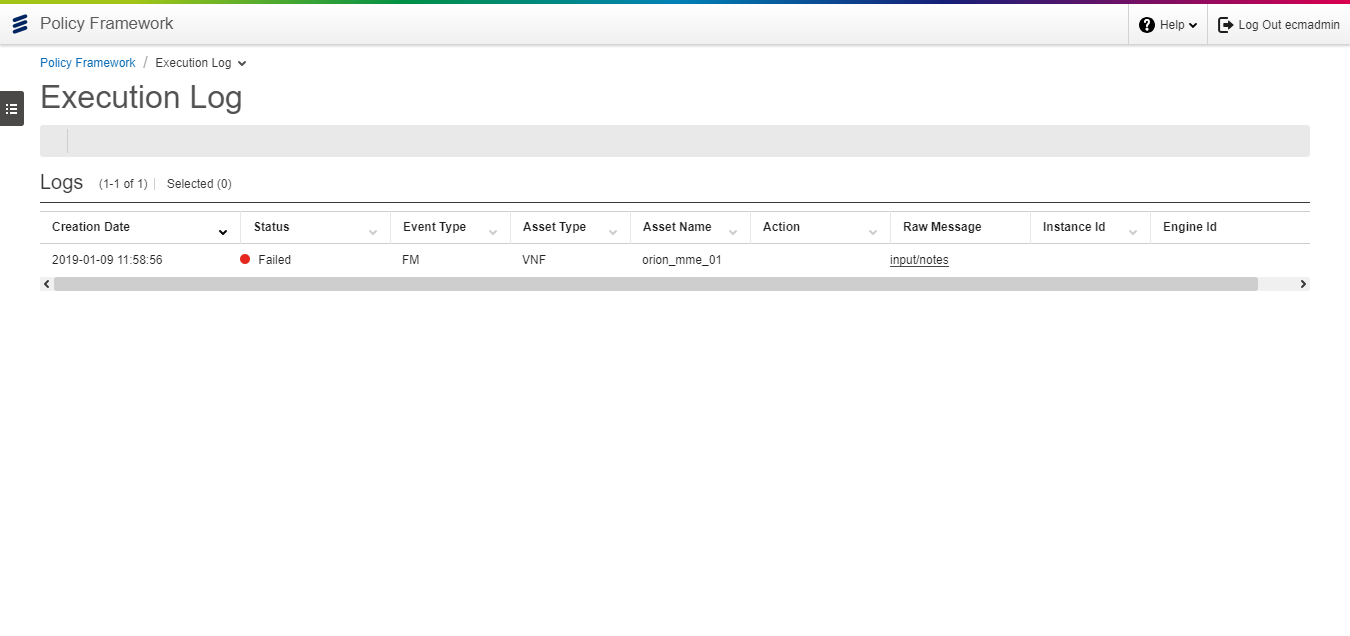 Policy Framework
Help
Log Out ecmadmin
Policy Framework / Execution Log
Execution Log
Logs (1-1 of 1) Selected (0)
Creation Date Status Event Type Asset Type Asset Name Action Raw Message Instance Id Engine Id
2019-01-09 11:58:56 Failed FM VNF orion_mme_01 input/notes